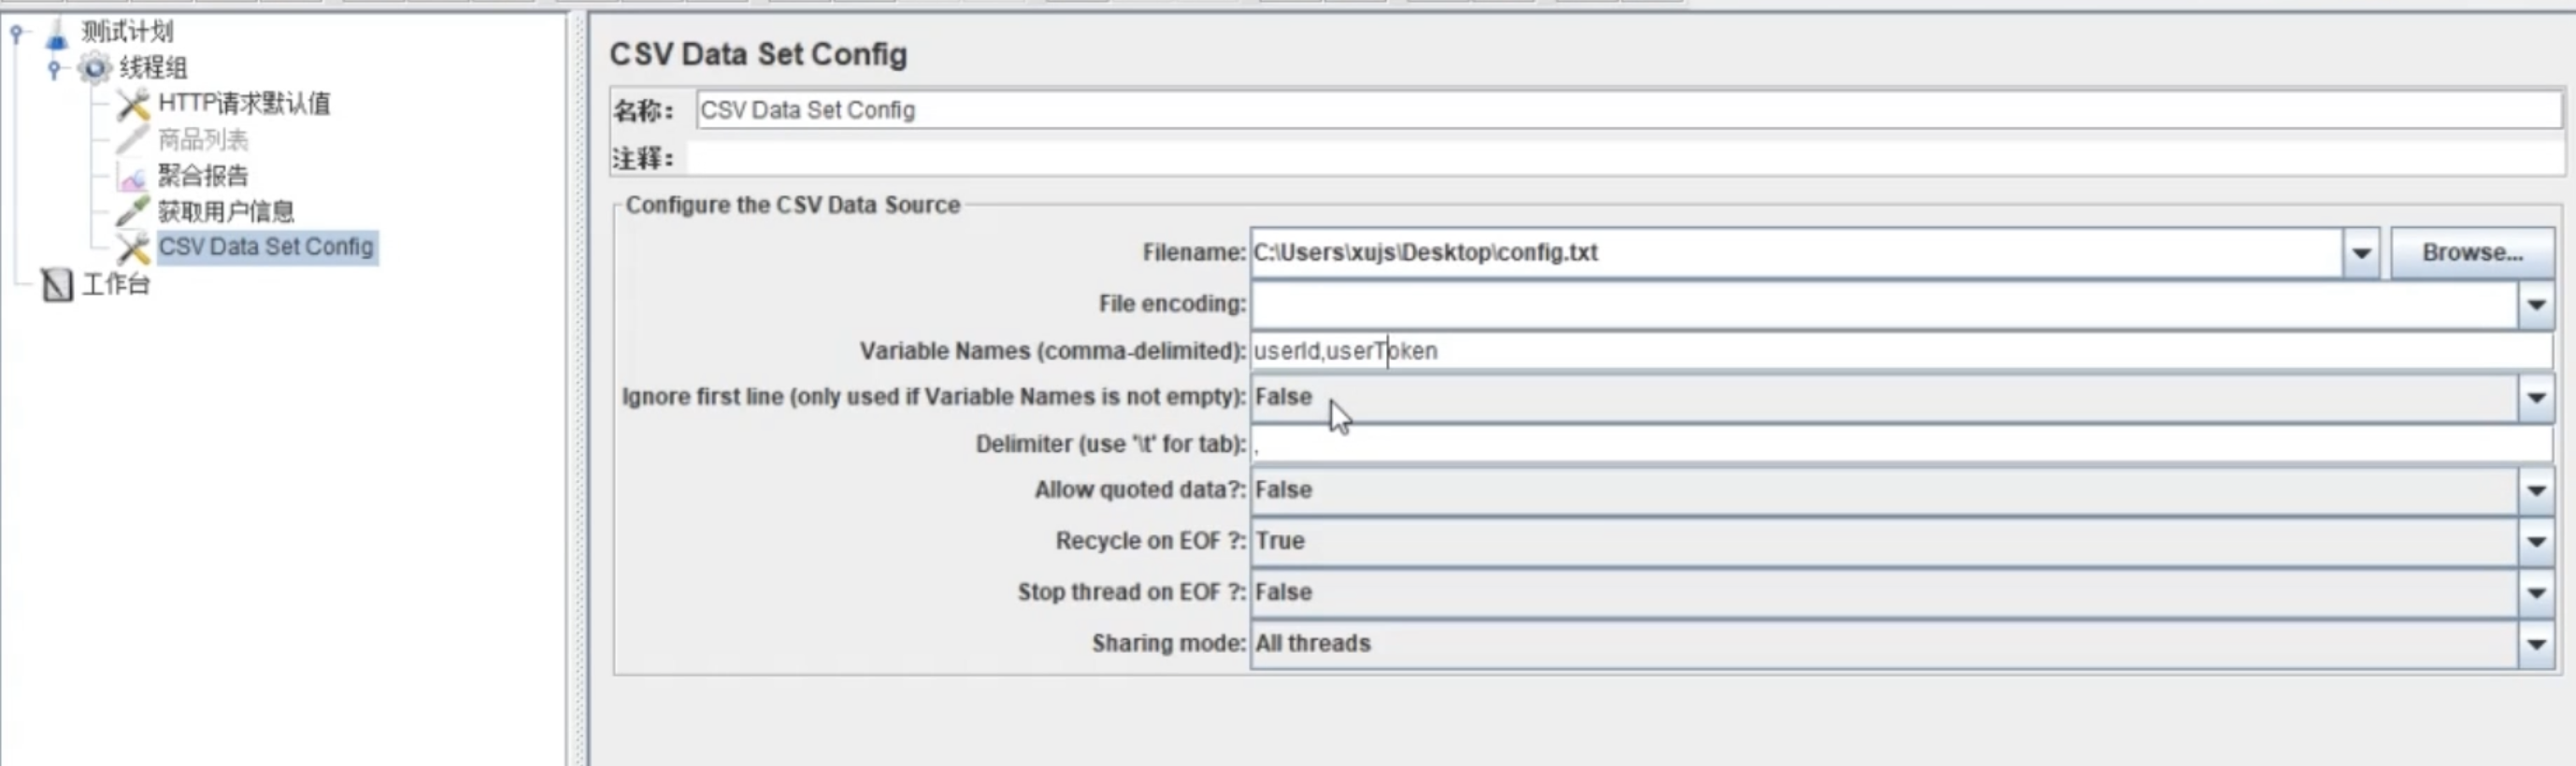 测试计划
线程组
HTTP请求默认值
商品列表
聚合报告
获取用户信息
CSV Data Set Config
工作台
CSV Data Set Config
名称: CSV Data Set Config
注释:
Configure the CSV Data Source
Filename: C:\Users\xujs\Desktop\config.txt Browse...
File encoding:
Variable Names (comma-delimited): userId,userToken
Ignore first line (only used if Variable Names is not empty): False
Delimiter (use '\t' for tab): ,
Allow quoted data?: False
Recycle on EOF ?: True
Stop thread on EOF ?: False
Sharing mode: All threads